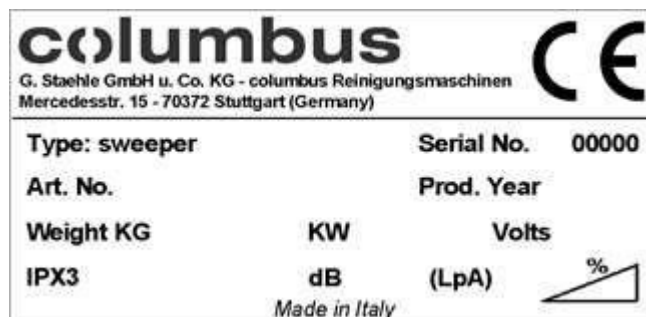 columbus
CE
G. Staehle GmbH u. Co. KG - columbus Reinigungsmaschinen
Mercedesstr. 15 - 70372 Stuttgart (Germany)
Type: sweeper Serial No. 00000
Art. No. Prod. Year
Weight KG KW Volts
IPX3 dB (LpA) %
Made in Italy